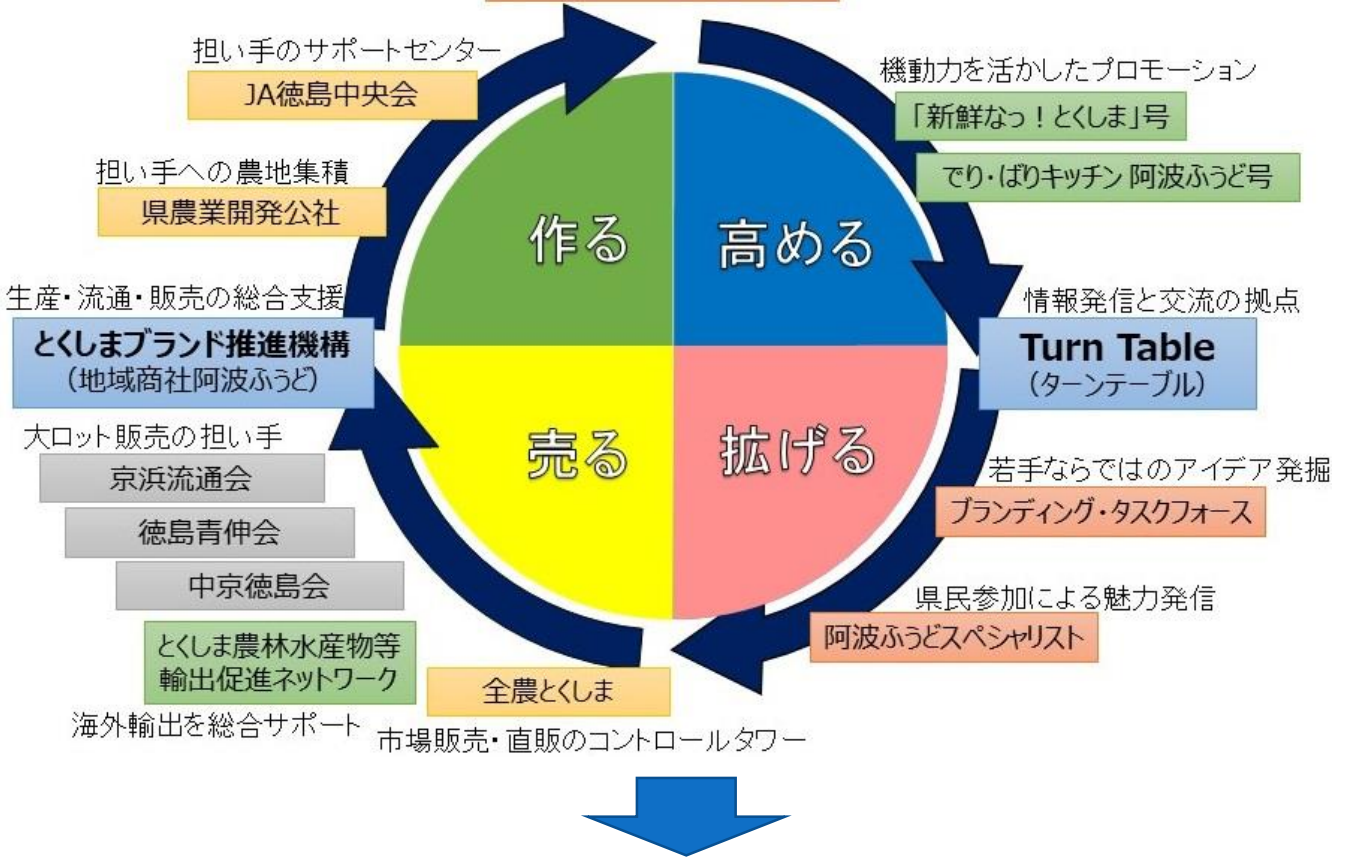 担い手のサポートセンター
JA徳島中央会
担い手への農地集積
県農業開発公社
生産・流通・販売の総合支援
とくしまブランド推進機構
（地域商社阿波ふうど）
大ロット販売の担い手
京浜流通会
徳島青伸会
中京徳島会
とくしま農林水産物等
輸出促進ネットワーク
海外輸出を総合サポート
全農とくしま
市場販売・直販のコントロールタワー
作る
高める
売る
拡げる
機動力を活かしたプロモーション
「新鮮なっ！とくしま」号
でり・ばりキッチン 阿波ふうど号
情報発信と交流の拠点
Turn Table
（ターンテーブル）
若手ならではのアイデア発掘
ブランディング・タスクフォース
県民参加による魅力発信
阿波ふうどスペシャリスト